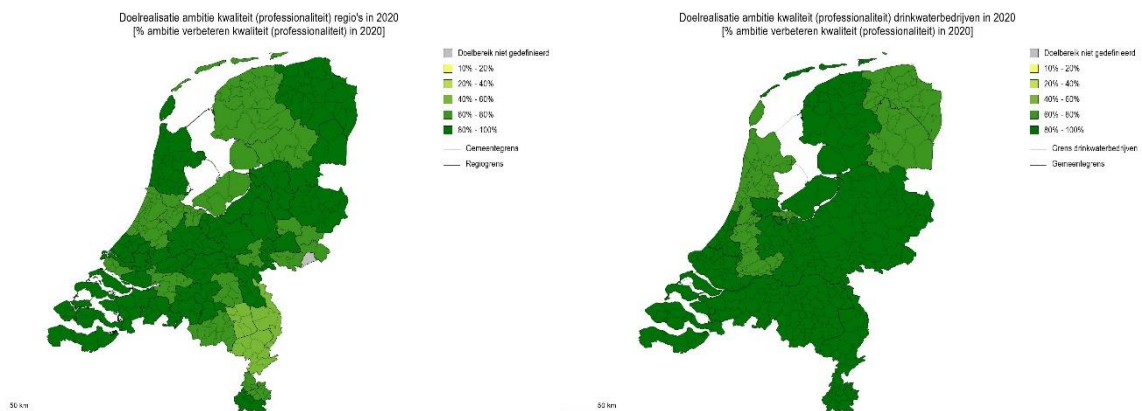 Doelrealisatie ambitie kwaliteit (professionaliteit) regio's in 2020
[% ambitie verbeteren kwaliteit (professionaliteit) in 2020]
Doelbereik niet gedefinieerd
10% - 20%
20% - 40%
40% - 60%
60% - 80%
80% - 100%
Gemeentegrens
Regiogrens
50 km
Doelrealisatie ambitie kwaliteit (professionaliteit) drinkwaterbedrijven in 2020
[% ambitie verbeteren kwaliteit (professionaliteit) in 2020]
Doelbereik niet gedefinieerd
10% - 20%
20% - 40%
40% - 60%
60% - 80%
80% - 100%
Grens drinkwaterbedrijven
Gemeentegrens
50 km